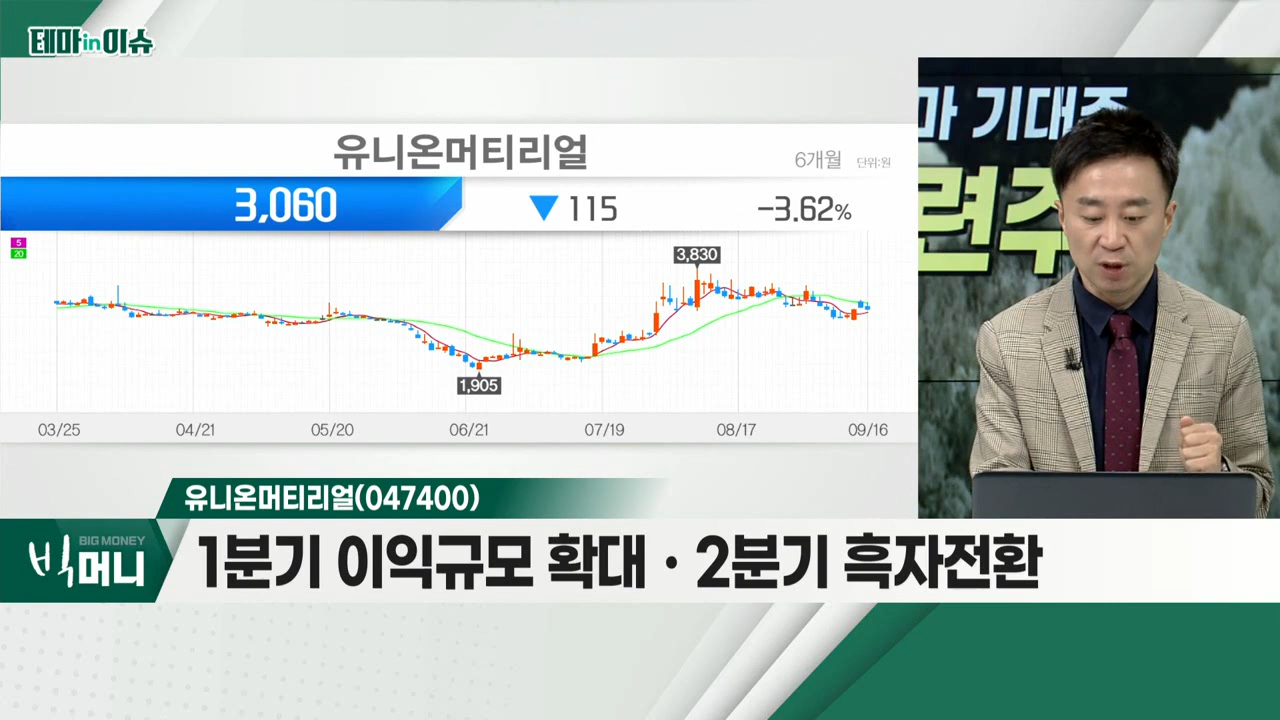 테마in이슈
마 기대주
련주
유니온머티리얼
6개월 단위:원
3,060 ▼ 115 -3.62%
5
20
3,830
1,905
03/25 04/21 05/20 06/21 07/19 08/17 09/16
유니온머티리얼(047400)
BIG MONEY
빅머니
1분기 이익규모 확대 · 2분기 흑자전환